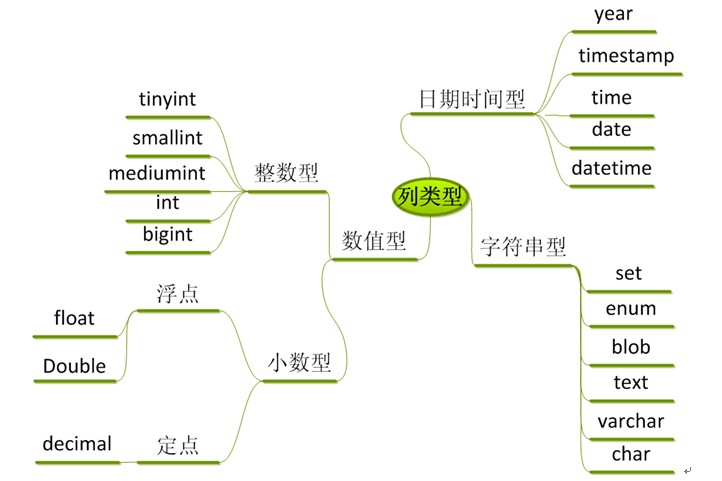 列类型
日期时间型
year
timestamp
time
date
datetime
数值型
整数型
tinyint
smallint
mediumint
int
bigint
小数型
浮点
float
Double
定点
decimal
字符串型
set
enum
blob
text
varchar
char